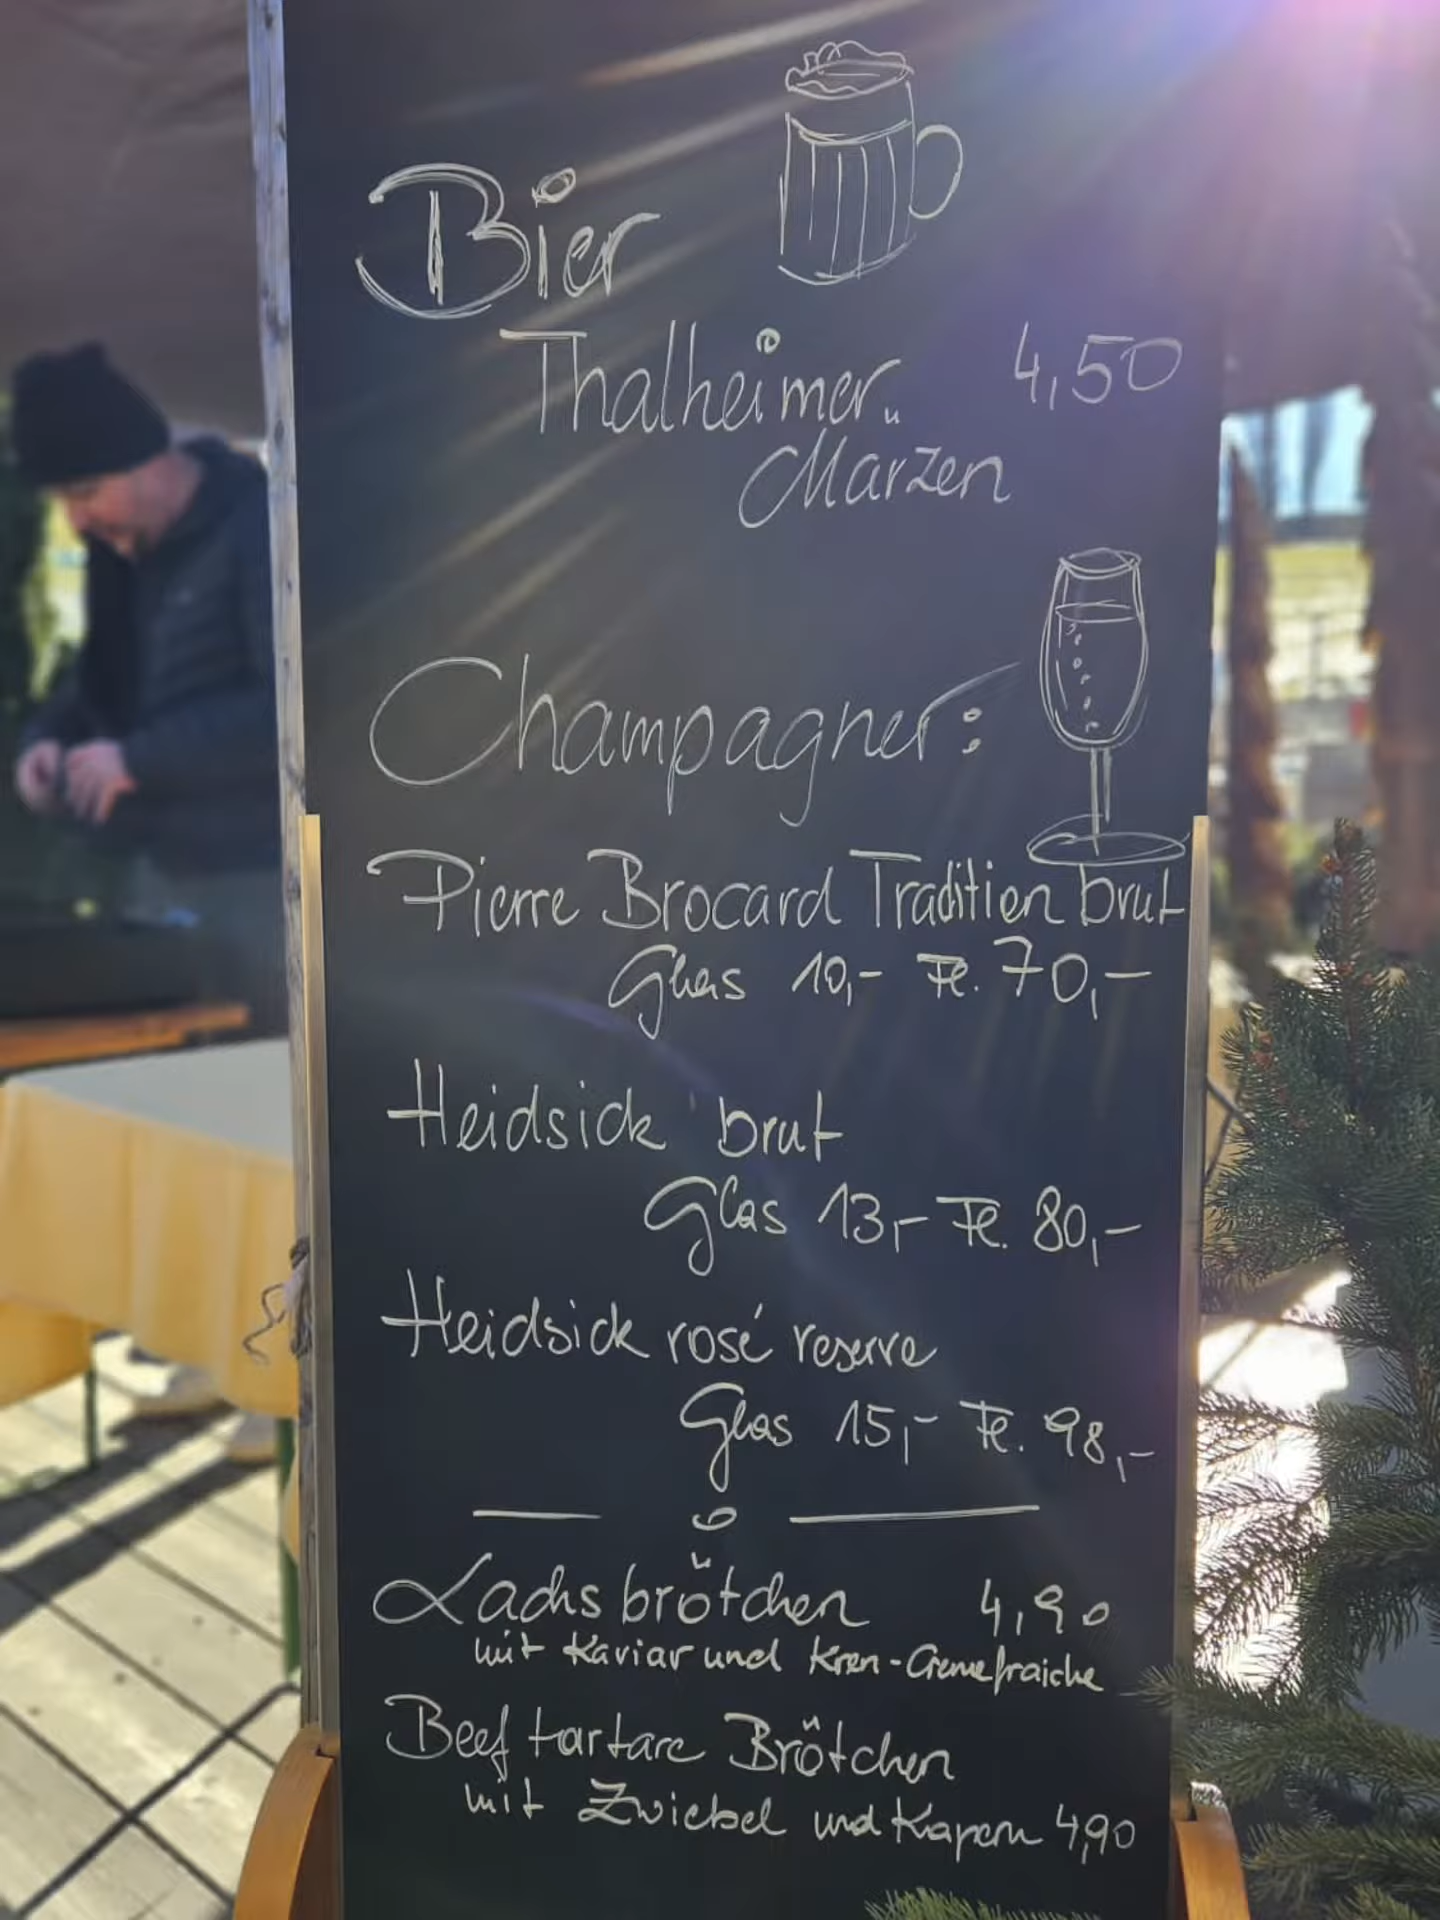 Bier
Thalheimer 4,50
Märzen
Champagner:
Pierre Brocard Tradition brut
Glas 10,- Fl. 70,-
Heidsick brut
Glas 13,- Fl. 80,-
Heidsick rosé reserve
Glas 15,- Fl. 98,-
Lachsbrötchen 4,90
mit Kaviar und Kren-Cremefraiche
Beef tartare Brötchen
mit Zwiebel und Kapern 4,90